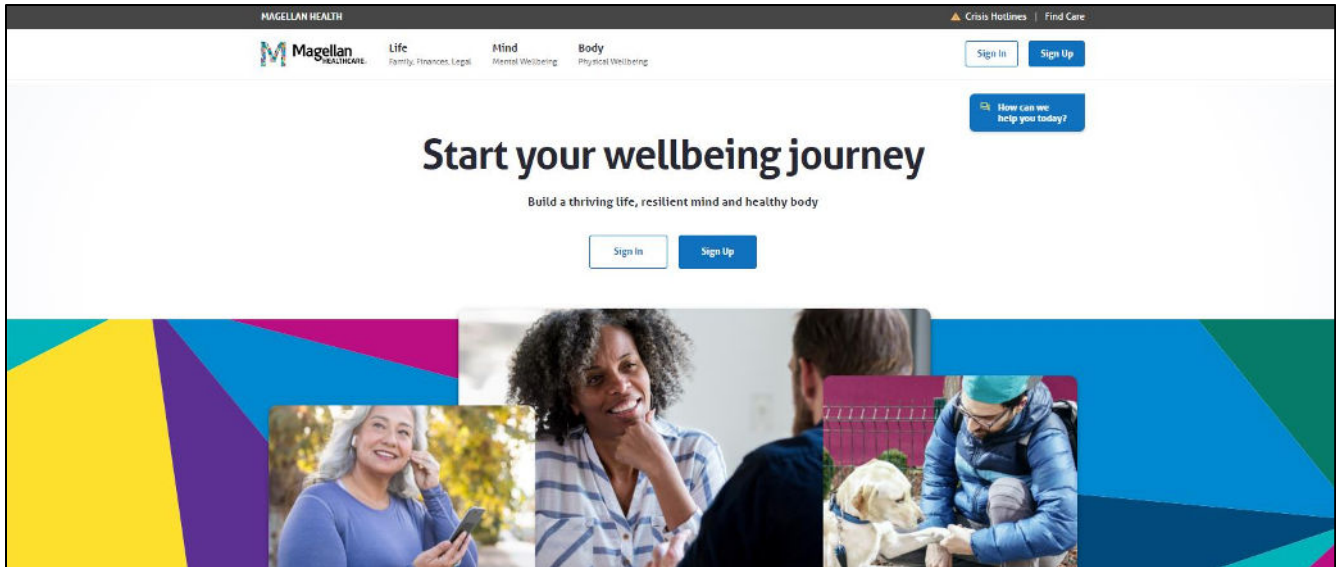 MAGELLAN HEALTH
Crisis Hotlines | Find Care
Magellan
HEALTHCARE.
Life
Family, Finances, Legal
Mind
Mental Wellbeing
Body
Physical Wellbeing
Sign In
Sign Up
How can we
help you today?
Start your wellbeing journey
Build a thriving life, resilient mind and healthy body
Sign In
Sign Up